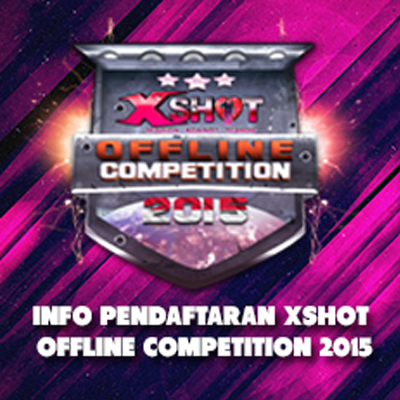 XSHOT
OFFLINE
COMPETITION
2015
INFO PENDAFTARAN XSHOT
OFFLINE COMPETITION 2015